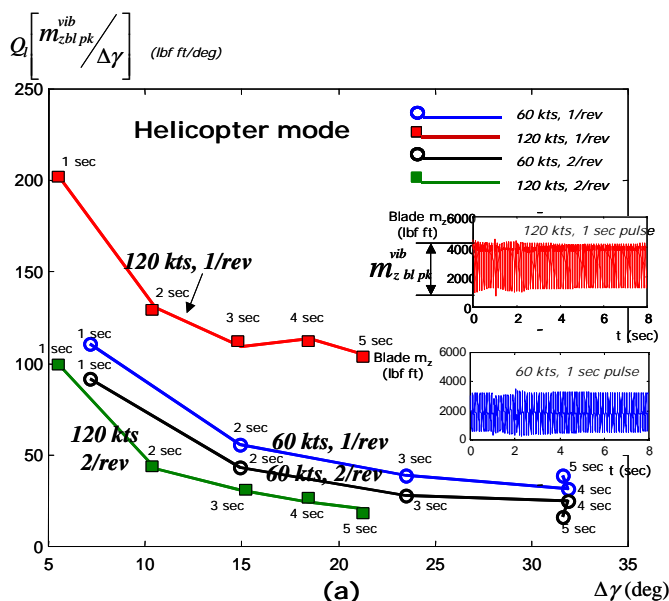 Q_l [ m_{zbl pk}^{vib} / Δγ ] (lbf ft/deg)
250
200
150
100
50
0
5
10
15
20
25
30
35
Helicopter mode
60 kts, 1/rev
120 kts, 1/rev
60 kts, 2/rev
120 kts, 2/rev
1 sec
120 kts, 1/rev
2 sec
3 sec
4 sec
5 sec
Blade m_z
(lbf ft)
6000
4000
2000
0
120 kts, 1 sec pulse
m_{z bl pk}^{vib}
0
2
4
6
8
t (sec)
Blade m_z
(lbf ft)
6000
4000
2000
0
60 kts, 1 sec pulse
0
2
4
6
8
t (sec)
1 sec
1 sec
1 sec
2 sec
60 kts, 1/rev
2 sec
60 kts, 2/rev
3 sec
5 sec
4 sec
4 sec
5 sec
120 kts
2/rev
2 sec
3 sec
4 sec
5 sec
(a)
Δγ (deg)